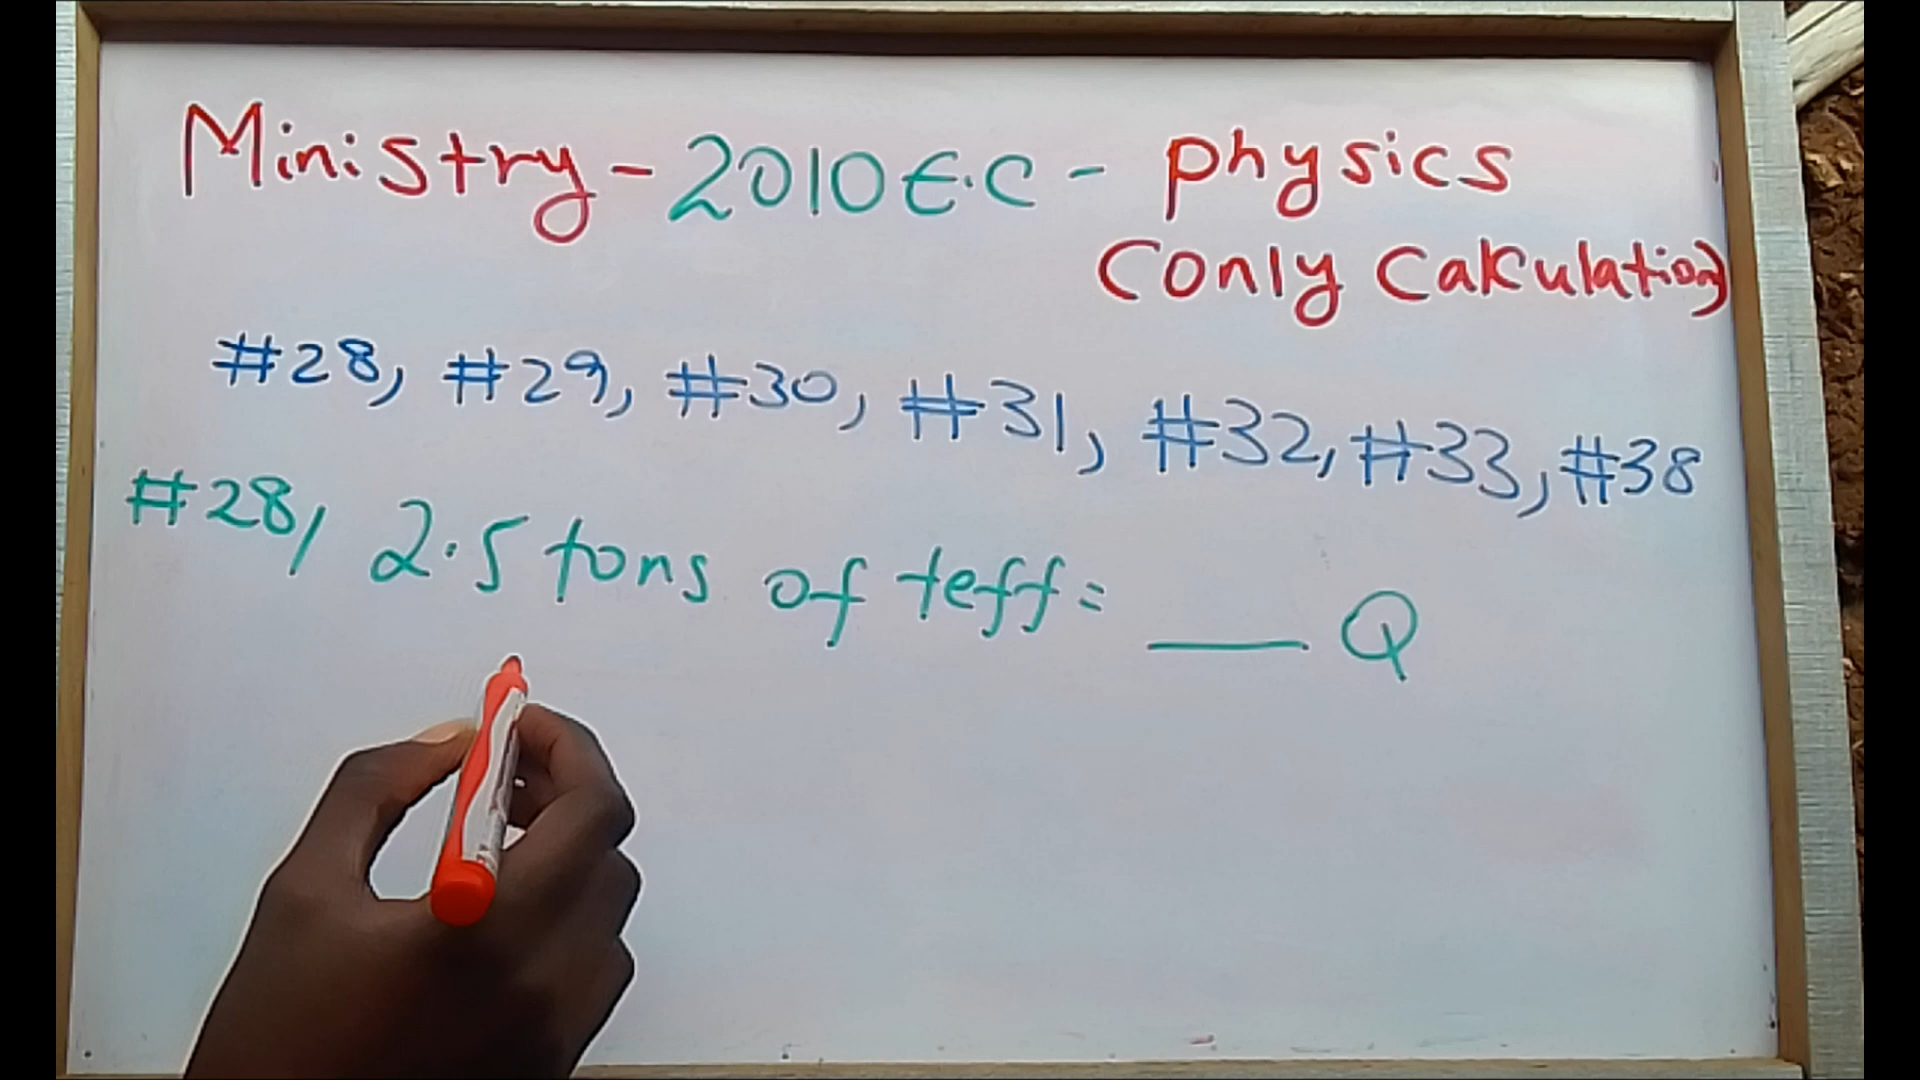 Ministry - 2010 E.C - physics
(only Calculation)
#28, #29, #30, #31, #32, #33, #38
#28, 2.5 tons of teff = ___ Q